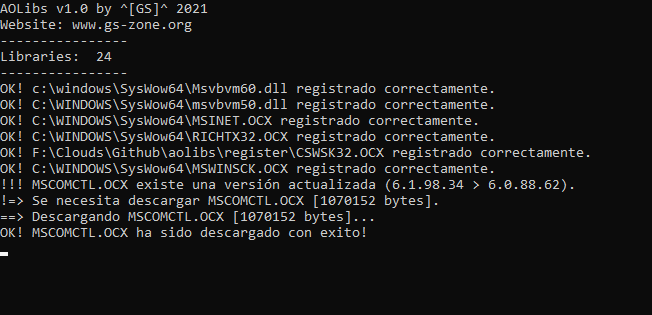 AOLibs v1.0 by ^[GS]^ 2021
Website: www.gs-zone.org
----------------
Libraries:  24
----------------
OK! c:\windows\SysWow64\Msvbvm60.dll registrado correctamente.
OK! C:\WINDOWS\SysWow64\msvbvm50.dll registrado correctamente.
OK! C:\WINDOWS\SysWow64\MSINET.OCX registrado correctamente.
OK! C:\WINDOWS\SysWow64\RICHTX32.OCX registrado correctamente.
OK! F:\Clouds\Github\aolibs\register\CSWSK32.OCX registrado correctamente.
OK! C:\WINDOWS\SysWow64\MSWINSCK.OCX registrado correctamente.
!!! MSCOMCTL.OCX existe una versión actualizada (6.1.98.34 > 6.0.88.62).
!=> Se necesita descargar MSCOMCTL.OCX [1070152 bytes].
==> Descargando MSCOMCTL.OCX [1070152 bytes]...
OK! MSCOMCTL.OCX ha sido descargado con exito!